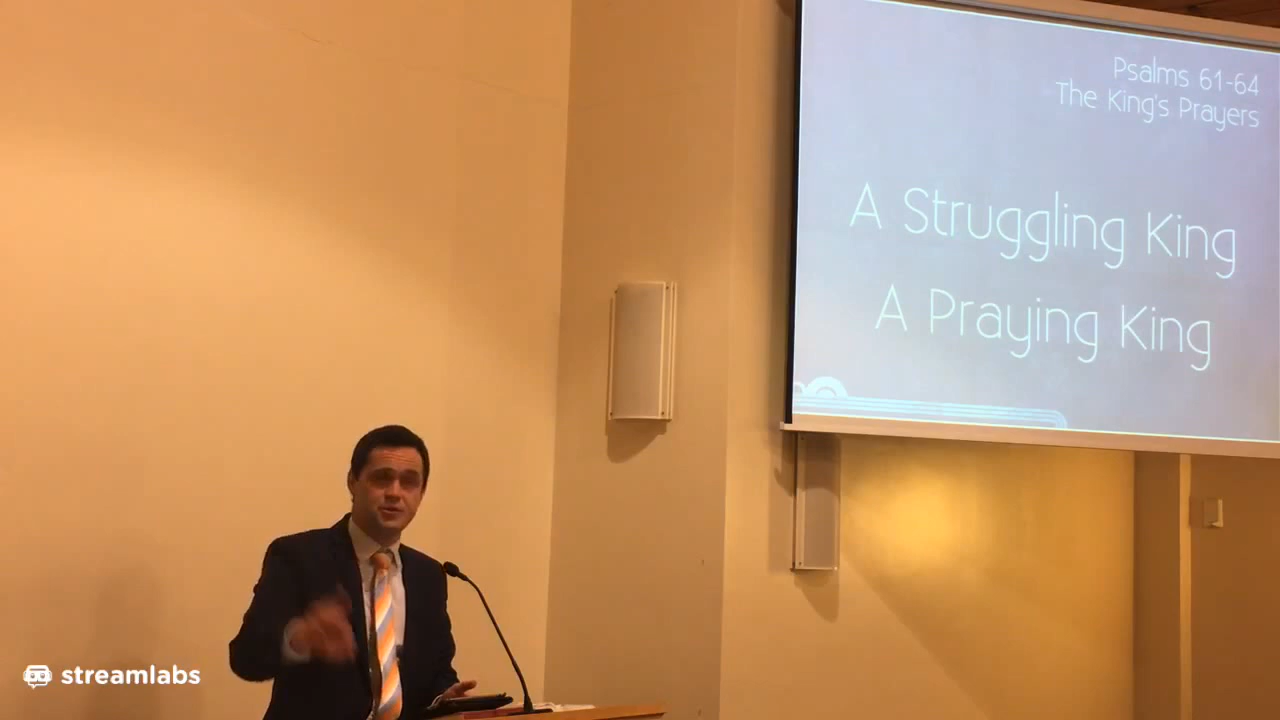 Psalms 61-64
The King's Prayers
A Struggling King
A Praying King
streamlabs